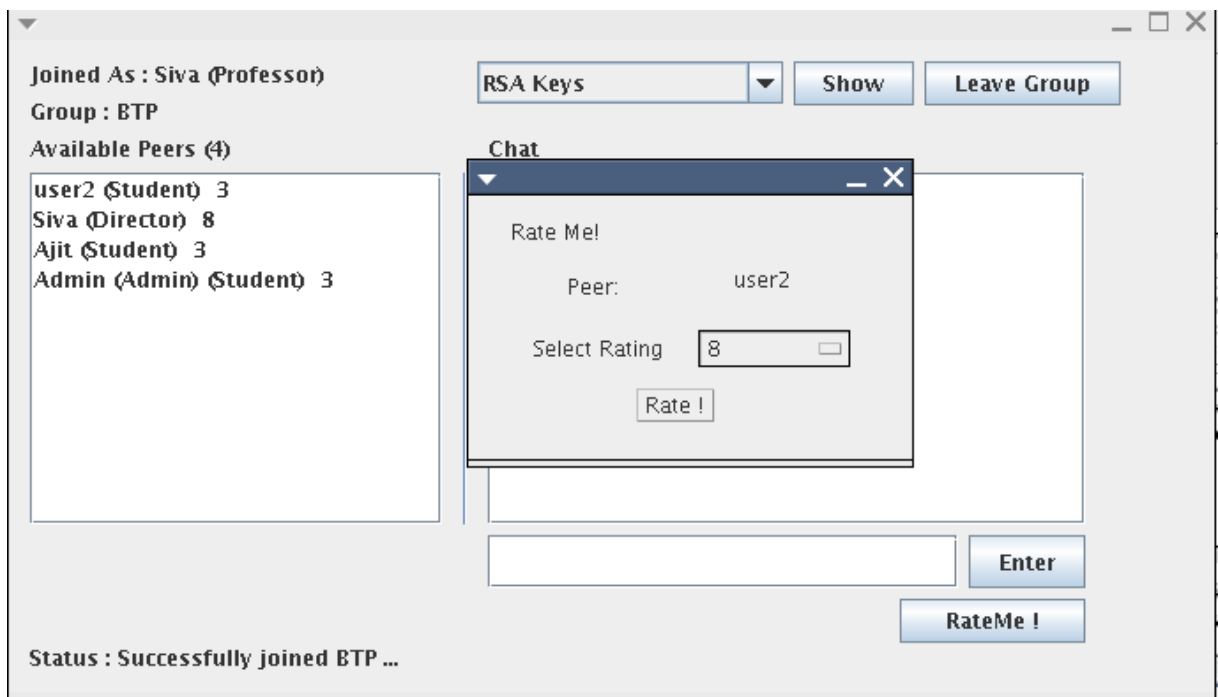 Joined As : Siva (Professor)
RSA Keys
Show
Leave Group
Group : BTP
Available Peers (4)
Chat
user2 (Student) 3
Siva (Director) 8
Ajit (Student) 3
Admin (Admin) (Student) 3
Rate Me!
Peer: user2
Select Rating 8
Rate !
Enter
RateMe !
Status : Successfully joined BTP ...